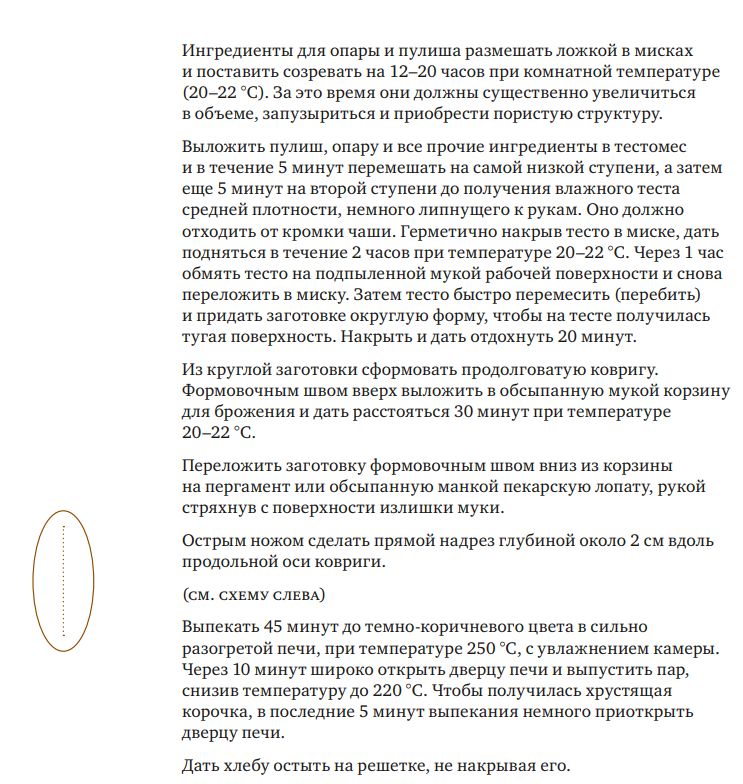 Ингредиенты для опары и пулиша размешать ложкой в мисках
и поставить созревать на 12–20 часов при комнатной температуре
(20–22 °C). За это время они должны существенно увеличиться
в объеме, запузыриться и приобрести пористую структуру.
Выложить пулиш, опару и все прочие ингредиенты в тестомес
и в течение 5 минут перемешать на самой низкой ступени, а затем
еще 5 минут на второй ступени до получения влажного теста
средней плотности, немного липнущего к рукам. Оно должно
отходить от кромки чаши. Герметично накрыв тесто в миске, дать
подняться в течение 2 часов при температуре 20–22 °C. Через 1 час
обмять тесто на подпыленной мукой рабочей поверхности и снова
переложить в миску. Затем тесто быстро перемесить (перебить)
и придать заготовке округлую форму, чтобы на тесте получилась
тугая поверхность. Накрыть и дать отдохнуть 20 минут.
Из круглой заготовки сформовать продолговатую ковригу.
Формовочным швом вверх выложить в обсыпанную мукой корзину
для брожения и дать расстояться 30 минут при температуре
20–22 °C.
Переложить заготовку формовочным швом вниз из корзины
на пергамент или обсыпанную манкой пекарскую лопату, рукой
стряхнув с поверхности излишки муки.
Острым ножом сделать прямой надрез глубиной около 2 см вдоль
продольной оси ковриги.
(СМ. СХЕМУ СЛЕВА)
Выпекать 45 минут до темно-коричневого цвета в сильно
разогретой печи, при температуре 250 °C, с увлажнением камеры.
Через 10 минут широко открыть дверцу печи и выпустить пар,
снизив температуру до 220 °C. Чтобы получилась хрустящая
корочка, в последние 5 минут выпекания немного приоткрыть
дверцу печи.
Дать хлебу остыть на решетке, не накрывая его.